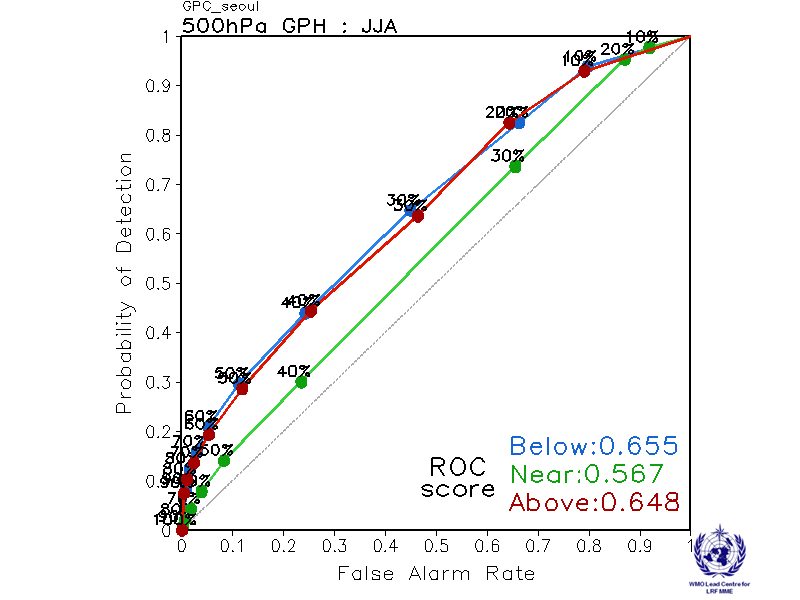 GPC_seoul
500hPa GPH : JJA
1
0.9
0.8
0.7
0.6
0.5
0.4
0.3
0.2
0.1
0
Probability of Detection
10%
20%
10%
10%
20%
20%
30%
30%
30%
40%
40%
40%
50%
50%
50%
60%
60%
70%
100%
ROC
score
Below:0.655
Near:0.567
Above:0.648
0 0.1 0.2 0.3 0.4 0.5 0.6 0.7 0.8 0.9 1
False Alarm Rate
WMO Lead Centre for
LRF MME